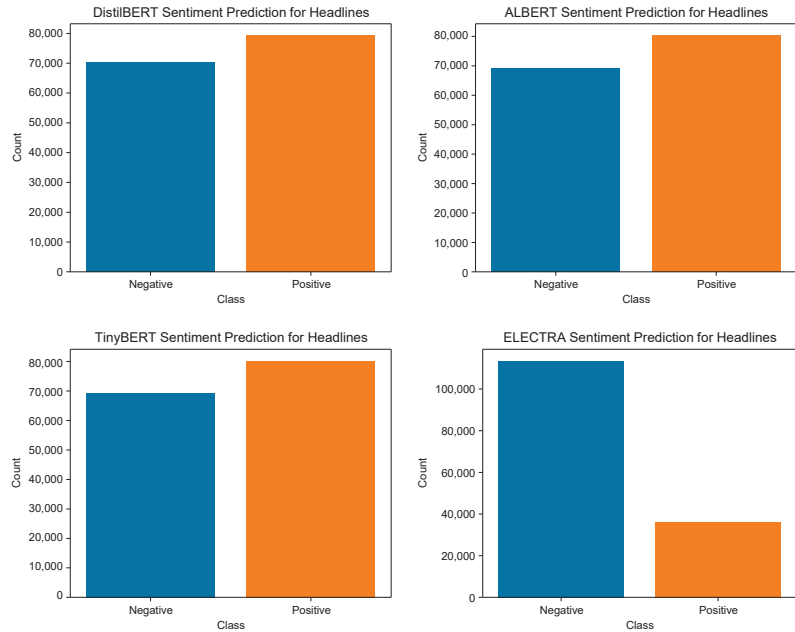 DistilBERT Sentiment Prediction for Headlines
80,000
70,000
60,000
50,000
40,000
30,000
20,000
10,000
0
Count
Negative
Positive
Class
ALBERT Sentiment Prediction for Headlines
80,000
70,000
60,000
50,000
40,000
30,000
20,000
10,000
0
Count
Negative
Positive
Class
TinyBERT Sentiment Prediction for Headlines
80,000
70,000
60,000
50,000
40,000
30,000
20,000
10,000
0
Count
Negative
Positive
Class
ELECTRA Sentiment Prediction for Headlines
100,000
80,000
60,000
40,000
20,000
0
Count
Negative
Positive
Class